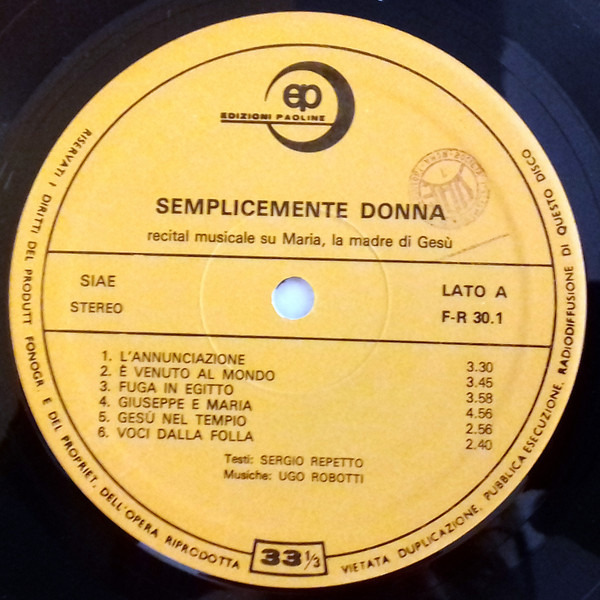 ep
EDIZIONI PAOLINE
SEMPLICEMENTE DONNA
recital musicale su Maria, la madre di Gesù
SIAE
STEREO
LATO A
F-R 30.1
1. L'ANNUNCIAZIONE 3.30
2. È VENUTO AL MONDO 3.45
3. FUGA IN EGITTO 3.58
4. GIUSEPPE E MARIA 4.56
5. GESÙ NEL TEMPIO 2.56
6. VOCI DALLA FOLLA 2.40
Testi: SERGIO REPETTO
Musiche: UGO ROBOTTI
33 1/3
RISERVATI I DIRITTI DEL PRODUTT. FONOGR. E DEL PROPRIET. DELL'OPERA RIPRODOTTA
VIETATA DUPLICAZIONE, PUBBLICA ESECUZIONE, RADIODIFFUSIONE DI QUESTO DISCO